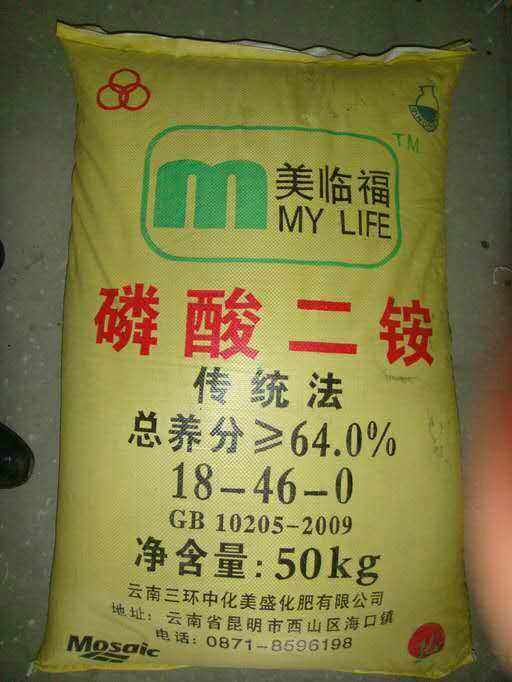 TM
m 美临福
MY LIFE
磷酸二铵
传统法
总养分≥64.0%
18-46-0
GB 10205-2009
净含量:50kg
云南三环中化美盛化肥有限公司
地址:云南省昆明市西山区海口镇
电话:0871-8596198
Mosaic